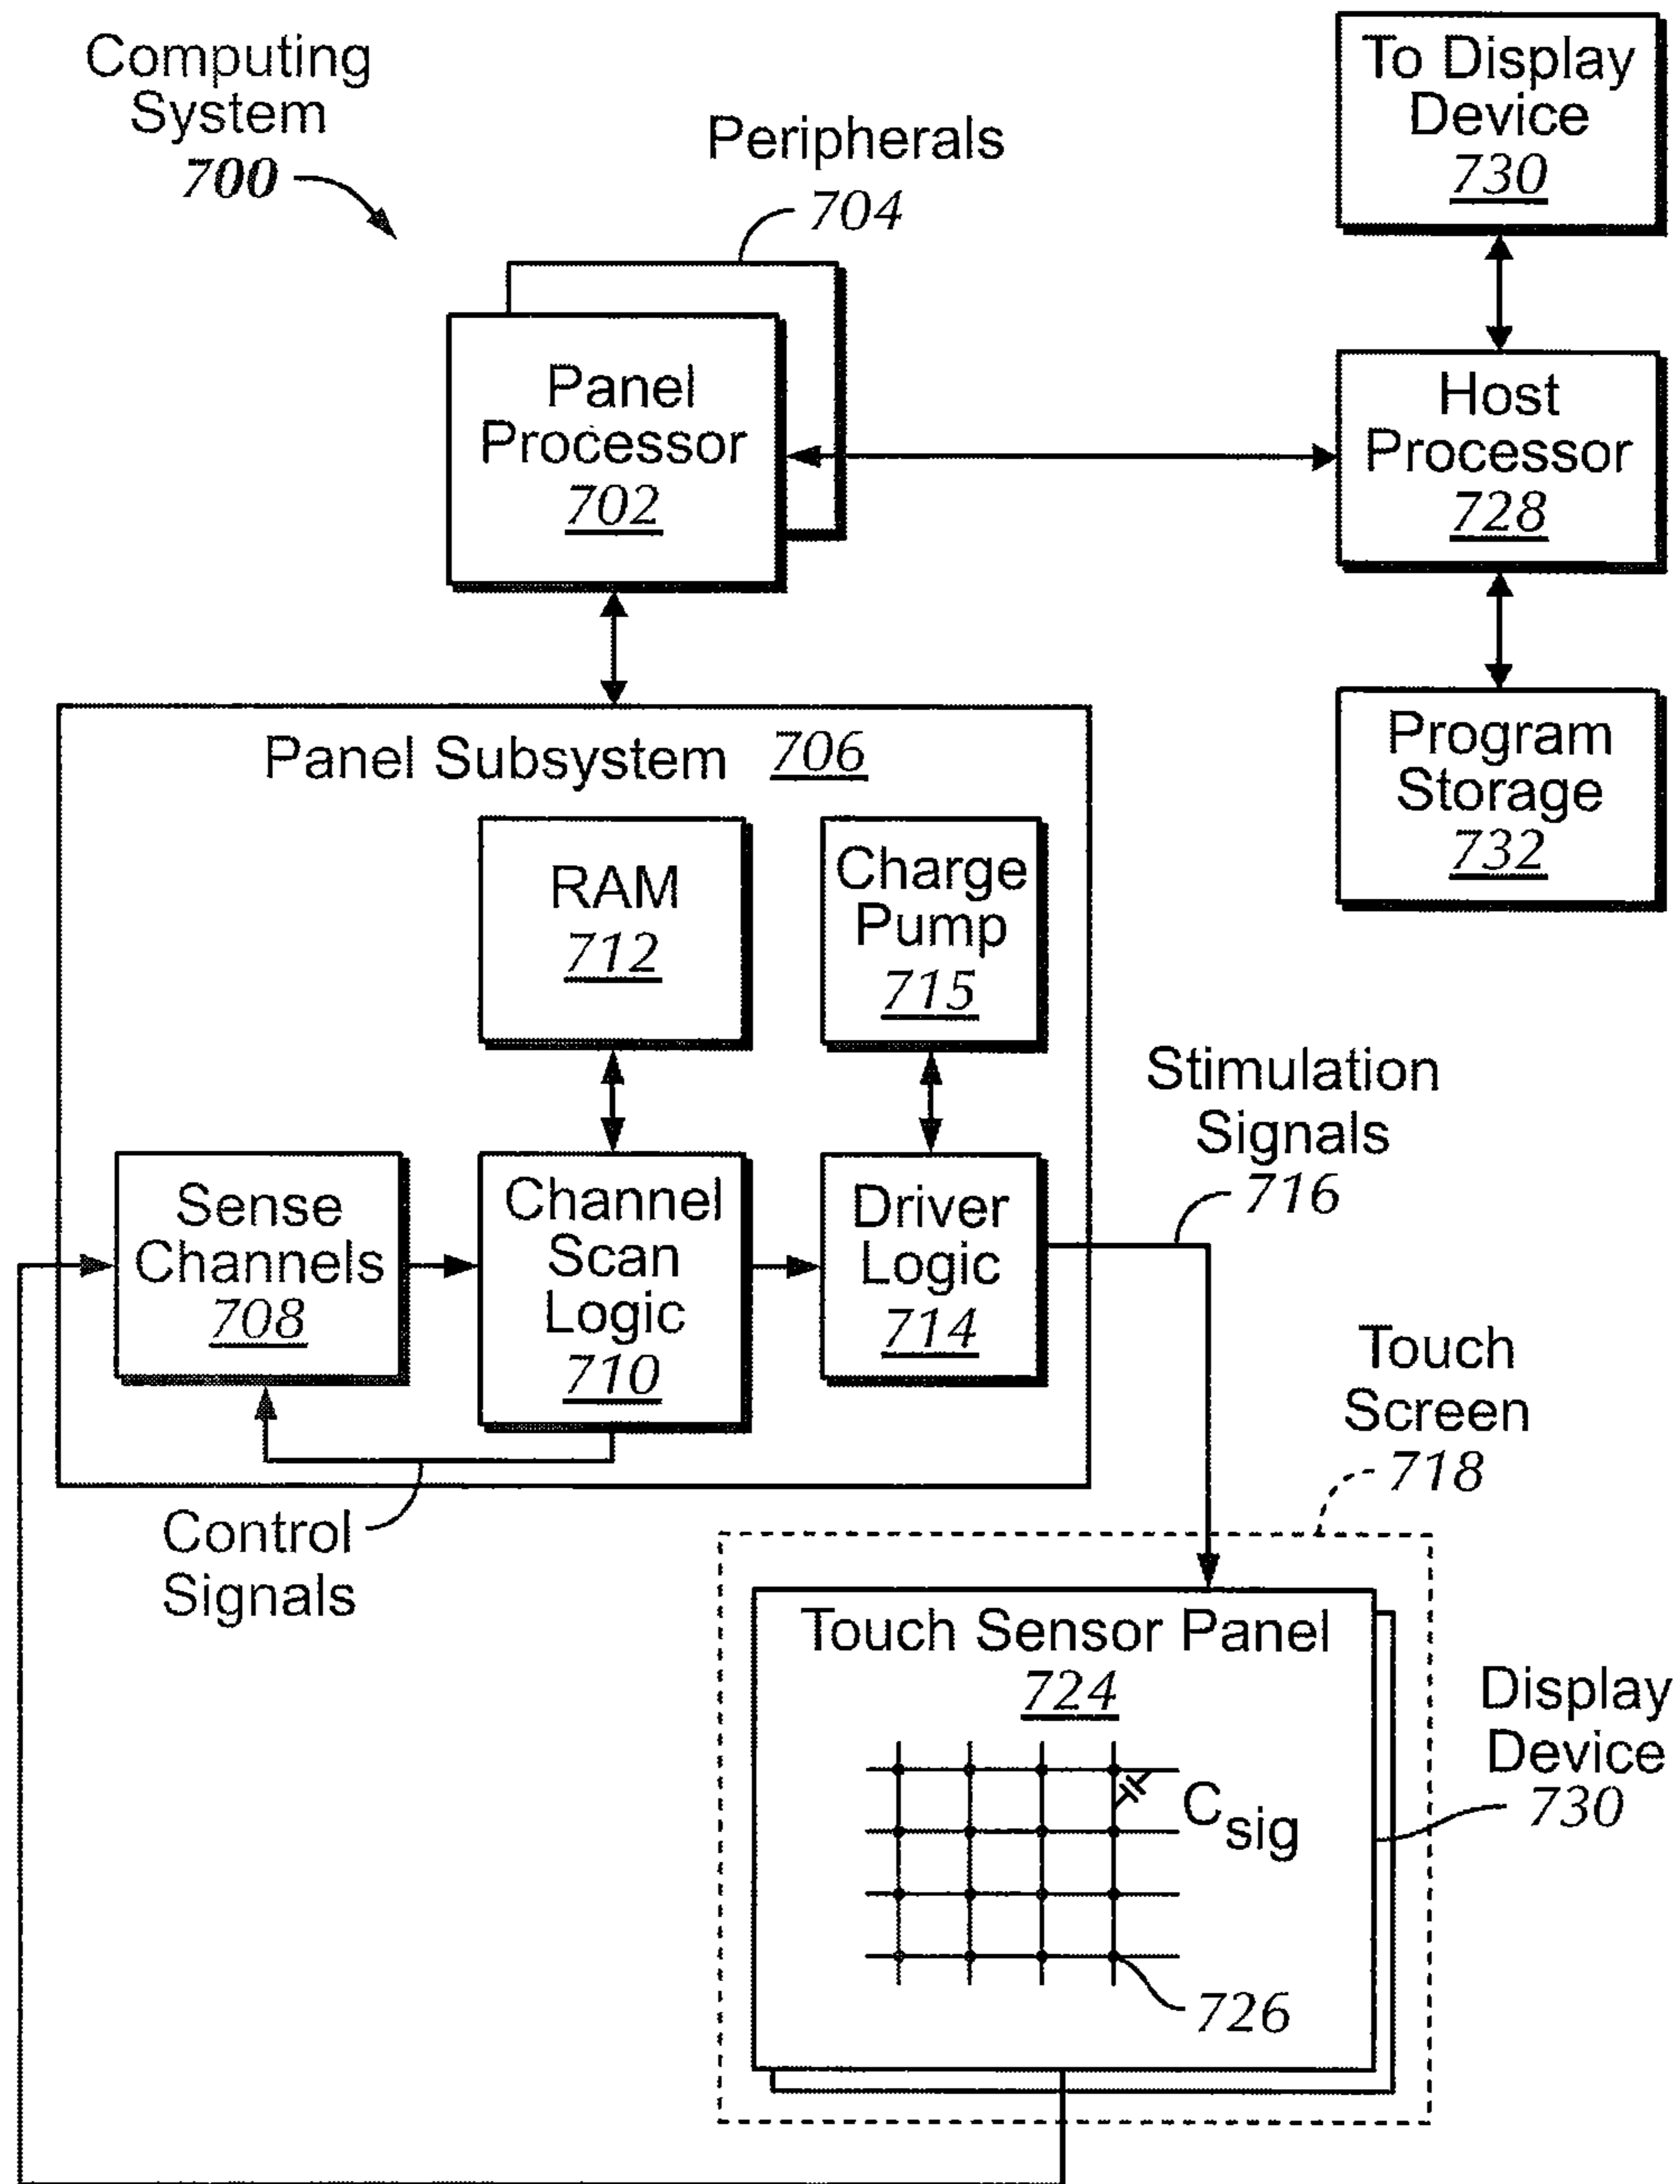 Computing
System
700
Peripherals
704
To Display
Device
730
Panel
Processor
702
Host
Processor
728
Program
Storage
732
Panel Subsystem 706
RAM
712
Charge
Pump
715
Sense
Channels
708
Channel
Scan
Logic
710
Driver
Logic
714
Stimulation
Signals
716
Control
Signals
Touch
Screen
718
Touch Sensor Panel
724
Csig
726
Display
Device
730